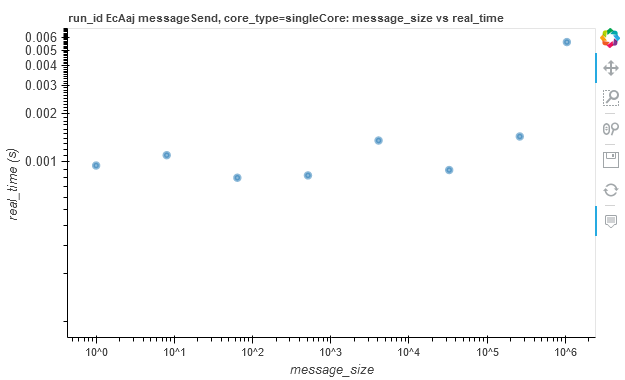 run_id EcAaj messageSend, core_type=singleCore: message_size vs real_time
0.006
0.005
0.004
0.003
0.002
0.001
real_time (s)
10^0 10^1 10^2 10^3 10^4 10^5 10^6
message_size